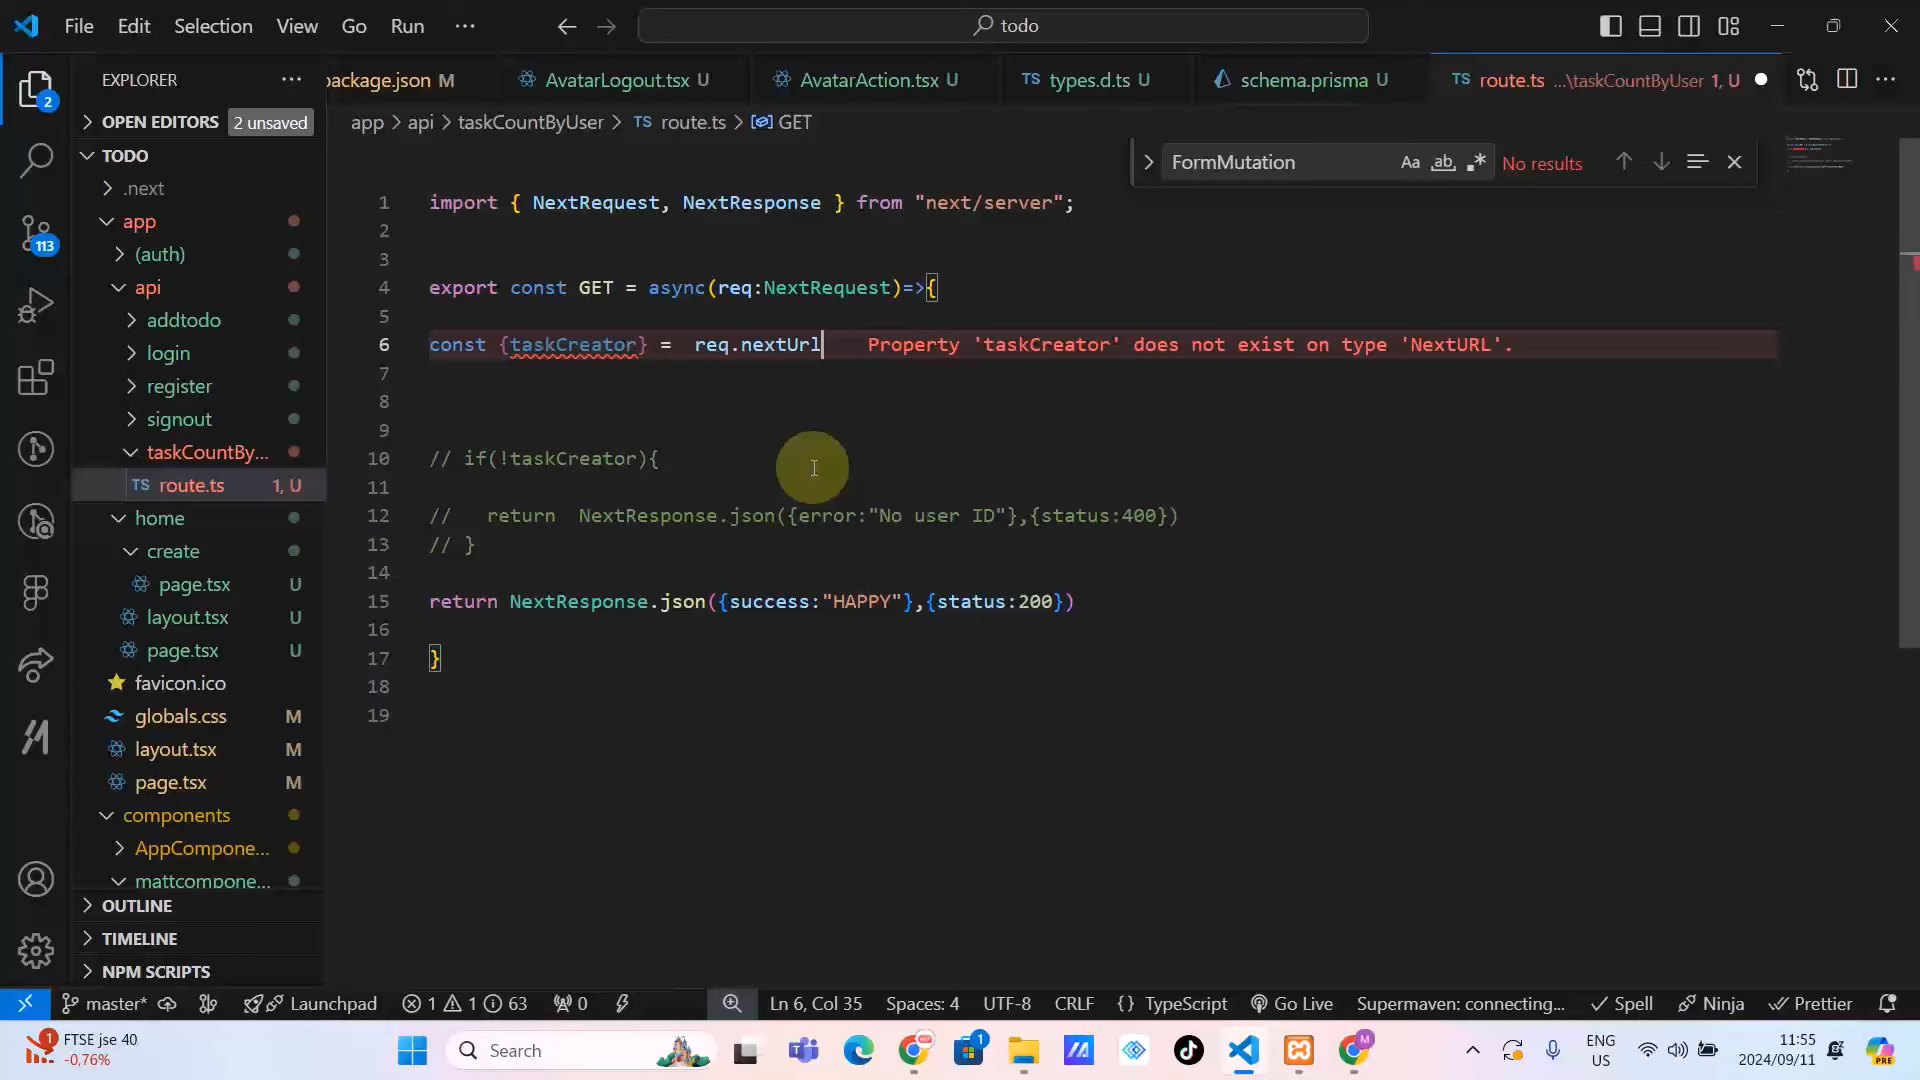 File Edit Selection View Go Run ··· todo
EXPLORER
package.json M AvatarLogout.tsx U AvatarAction.tsx U TS types.d.ts U schema.prisma U TS route.ts ...\taskCountByUser 1, U
OPEN EDITORS 2 unsaved
app > api > taskCountByUser > TS route.ts > GET
TODO
FormMutation Aa ab, .* No results
.next
app
(auth)
api
addtodo
login
register
signout
taskCountBy...
TS route.ts 1, U
home
create
page.tsx U
layout.tsx U
page.tsx U
favicon.ico
globals.css M
layout.tsx M
page.tsx M
components
AppCompone...
mattcompone...
OUTLINE
TIMELINE
NPM SCRIPTS
2
113
1 import { NextRequest, NextResponse } from "next/server";
2
3
4 export const GET = async(req:NextRequest)=>{
5
6 const {taskCreator} =  req.nextUrl Property 'taskCreator' does not exist on type 'NextURL'.
7
8
9
10 // if(!taskCreator){
11
12 //   return  NextResponse.json({error:"No user ID"},{status:400})
13 // }
14
15 return NextResponse.json({success:"HAPPY"},{status:200})
16
17 }
18
19
master* Launchpad 1 1 63 0 Ln 6, Col 35 Spaces: 4 UTF-8 CRLF {} TypeScript Go Live Supermaven: connecting... Spell Ninja Prettier
1 FTSE jse 40
-0,76%
Search
1
M
ENG
US
11:55
2024/09/11
PRE